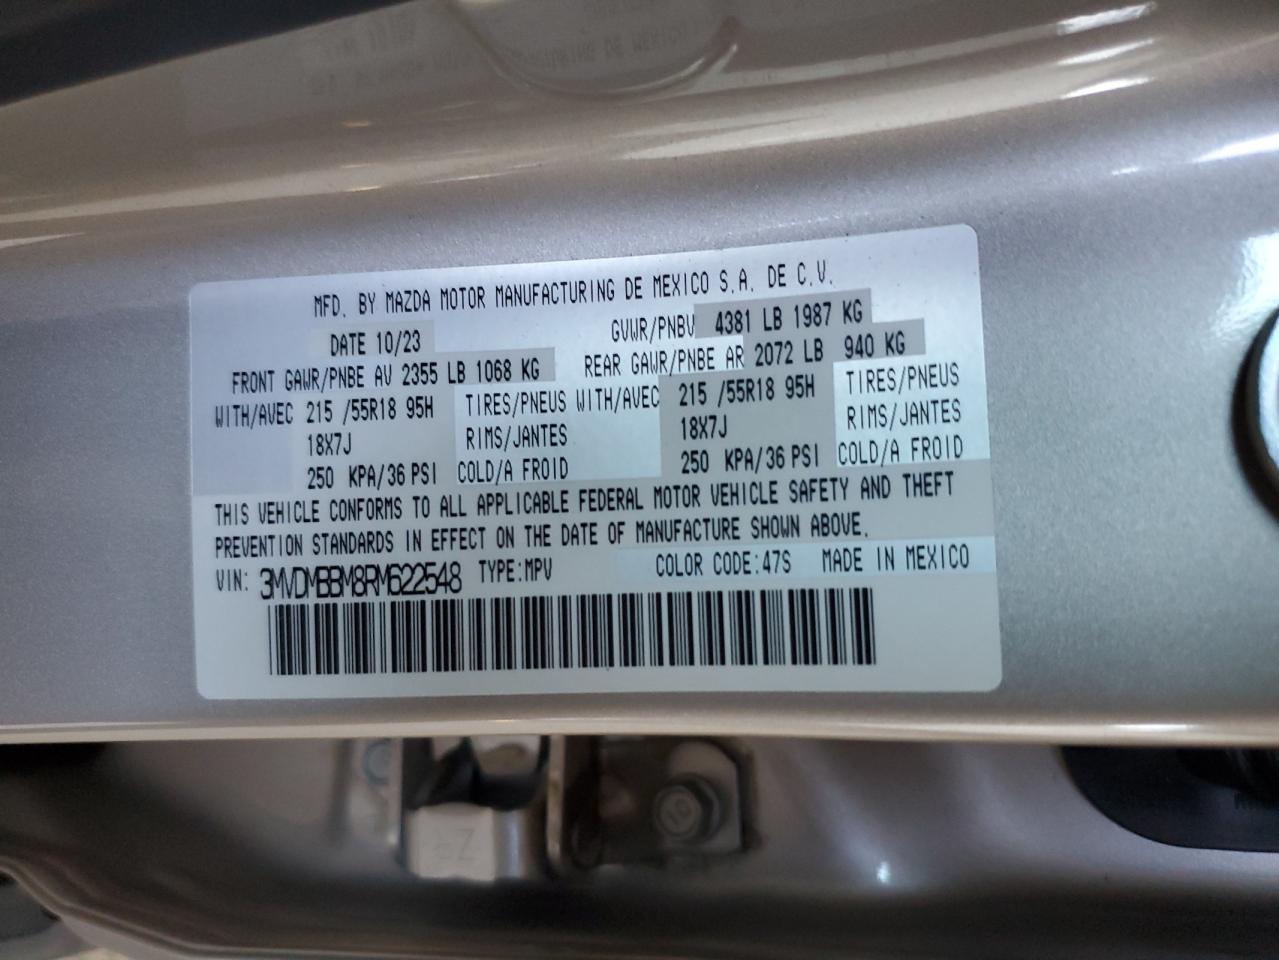 MFD. BY MAZDA MOTOR MANUFACTURING DE MEXICO S.A. DE C.V.
DATE 10/23 GVWR/PNBV 4381 LB 1987 KG
FRONT GAWR/PNBE AV 2355 LB 1068 KG REAR GAWR/PNBE AR 2072 LB 940 KG
WITH/AVEC 215 /55R18 95H TIRES/PNEUS WITH/AVEC 215 /55R18 95H TIRES/PNEUS
18X7J RIMS/JANTES 18X7J RIMS/JANTES
250 KPA/36 PSI COLD/A FROID 250 KPA/36 PSI COLD/A FROID
THIS VEHICLE CONFORMS TO ALL APPLICABLE FEDERAL MOTOR VEHICLE SAFETY AND THEFT
PREVENTION STANDARDS IN EFFECT ON THE DATE OF MANUFACTURE SHOWN ABOVE.
VIN: 3MVDMBBM8RM622548 TYPE:MPV COLOR CODE:47S MADE IN MEXICO